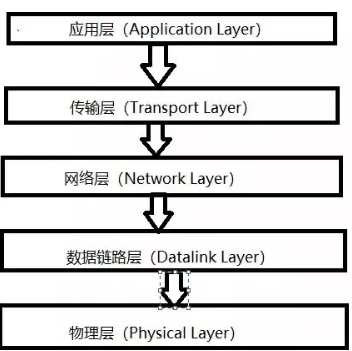 应用层（Application Layer）
传输层（Transport Layer）
网络层（Network Layer）
数据链路层（Datalink Layer）
物理层（Physical Layer）